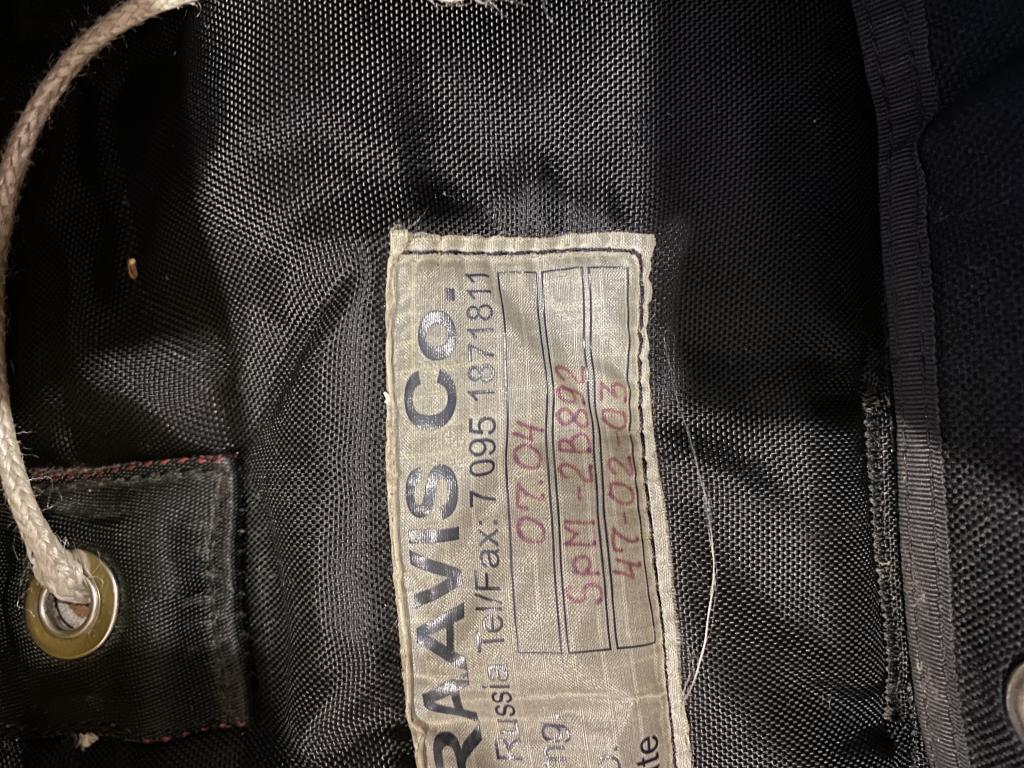 RAAVIS CO.
Russia Tel/Fax: 7 095 1871811
07.04
SPM-2B892
47-02-03